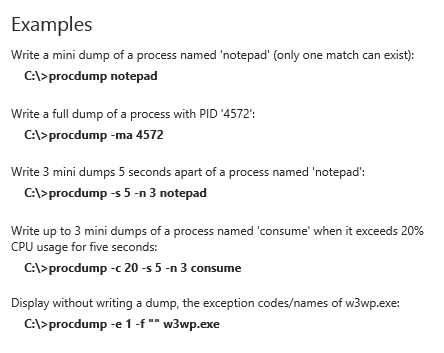 Examples
Write a mini dump of a process named 'notepad' (only one match can exist):
C:\>procdump notepad
Write a full dump of a process with PID '4572':
C:\>procdump -ma 4572
Write 3 mini dumps 5 seconds apart of a process named 'notepad':
C:\>procdump -s 5 -n 3 notepad
Write up to 3 mini dumps of a process named 'consume' when it exceeds 20%
CPU usage for five seconds:
C:\>procdump -c 20 -s 5 -n 3 consume
Display without writing a dump, the exception codes/names of w3wp.exe:
C:\>procdump -e 1 -f "" w3wp.exe